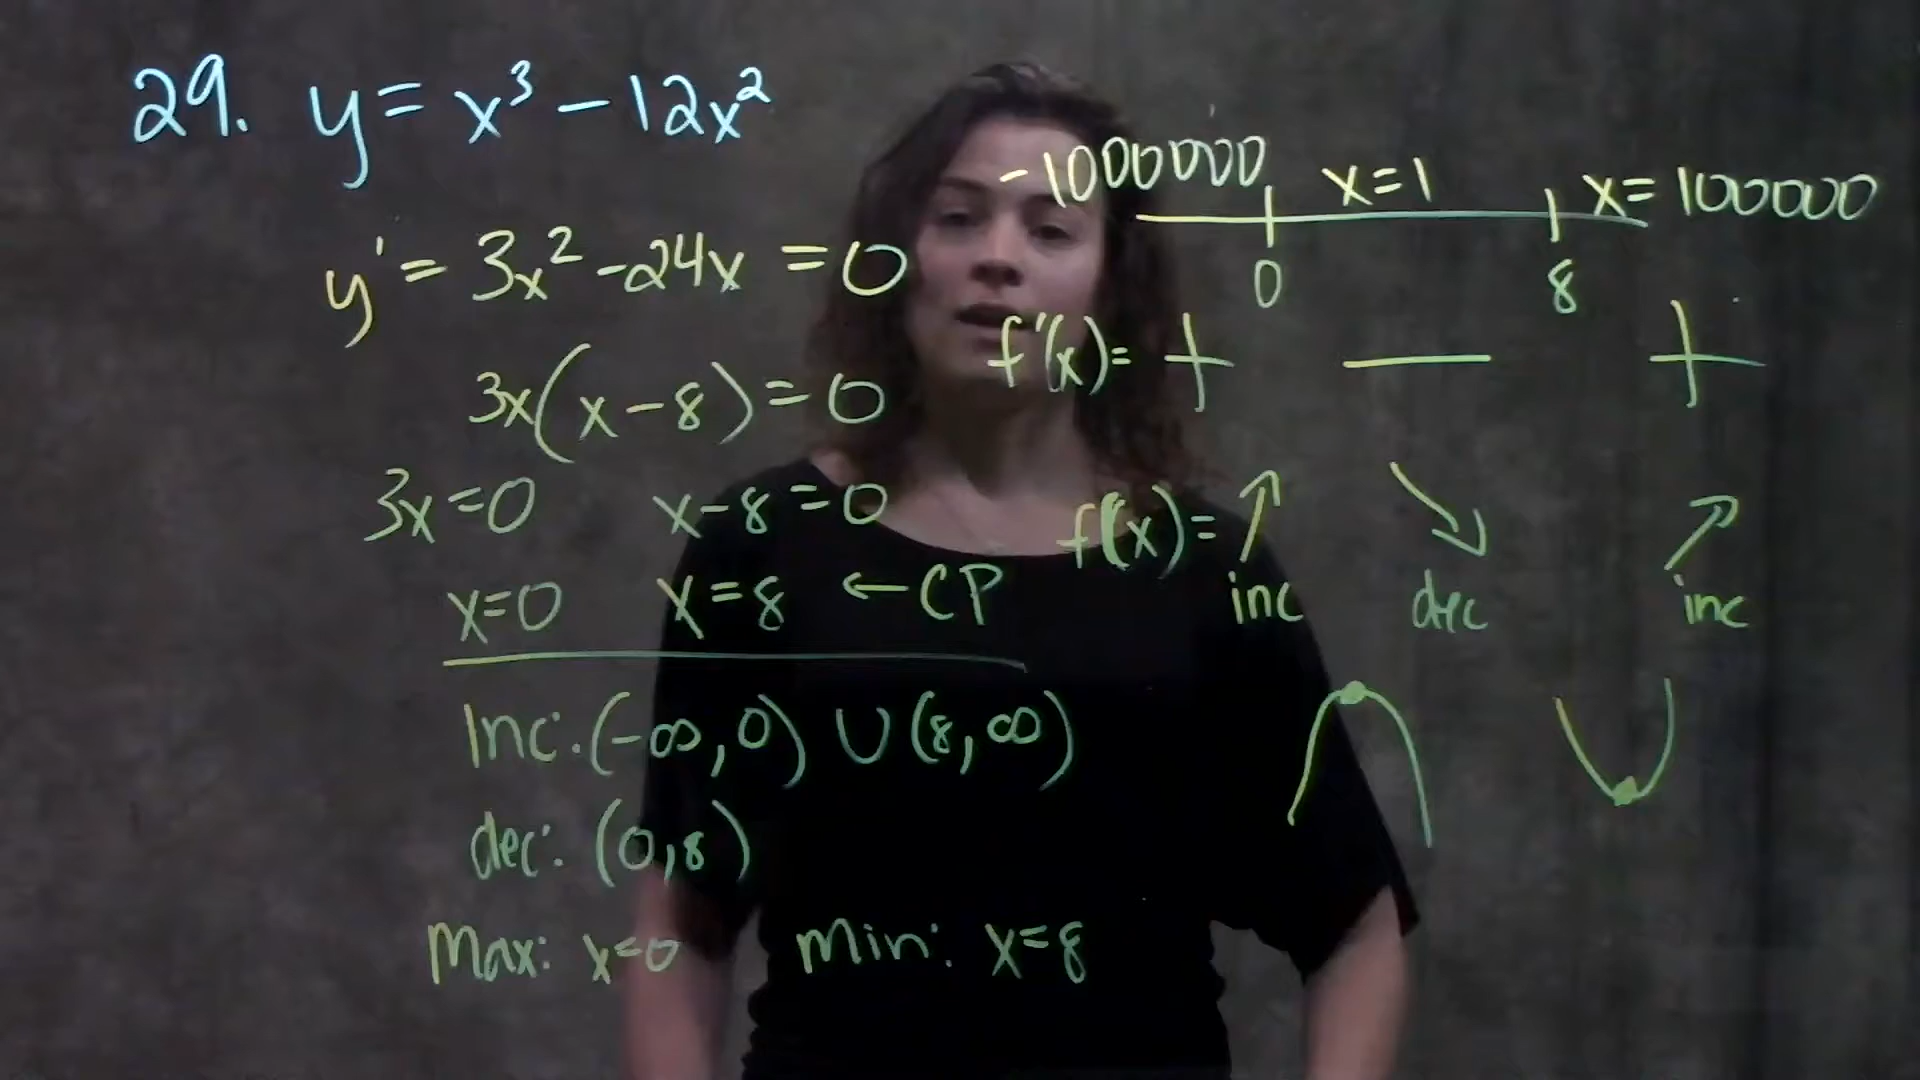 29. y = x³ - 12x²
y' = 3x² - 24x = 0
3x(x - 8) = 0
3x = 0 x - 8 = 0
x = 0 x = 8 ← CP
Inc: (-∞, 0) ∪ (8, ∞)
dec: (0, 8)
Max: x = 0 Min: x = 8
-1000000 x = 1 x = 100000
0 8
f'(x) = + − +
f(x) = ↗ ↘ ↗
inc dec inc